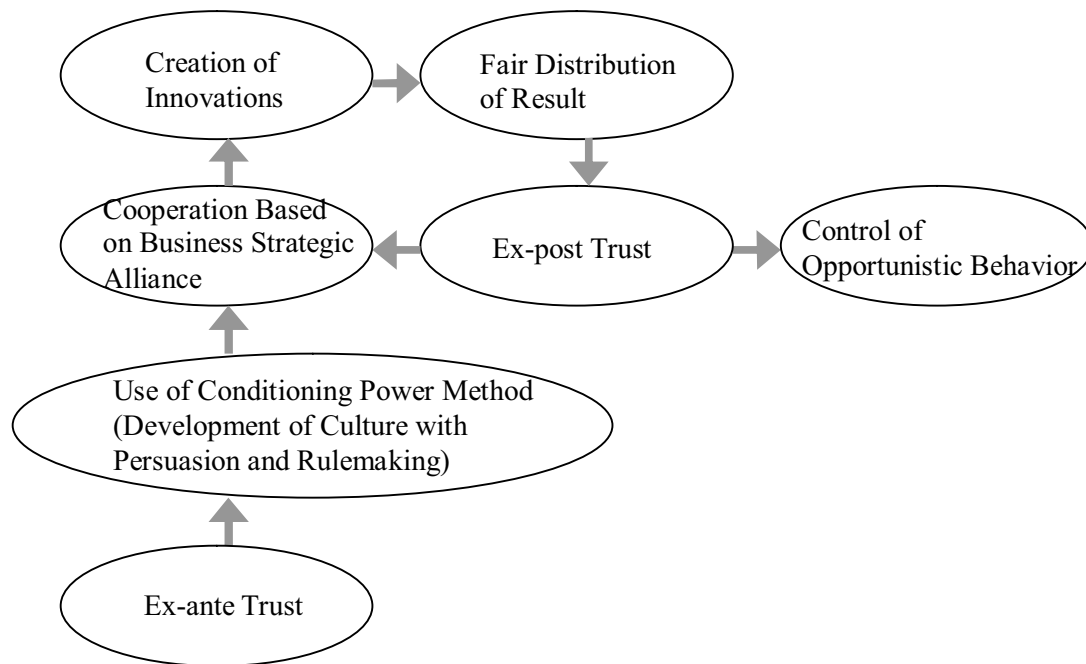 Creation of
Innovations
Fair Distribution
of Result
Cooperation Based
on Business Strategic
Alliance
Ex-post Trust
Control of
Opportunistic Behavior
Use of Conditioning Power Method
(Development of Culture with
Persuasion and Rulemaking)
Ex-ante Trust